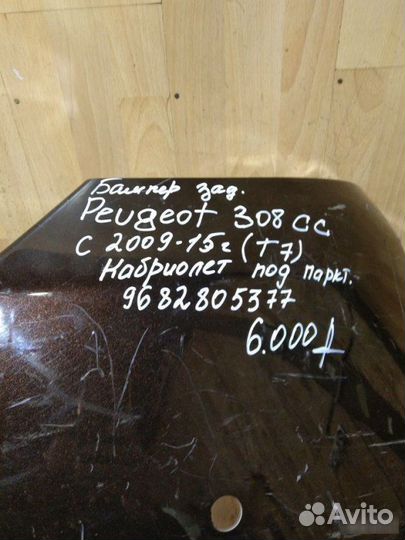 Бампер зад.
Peugeot 308 CC
с 2009-15г (Т7)
Кабриолет под паркт.
9682805377
6.000₽
Avito